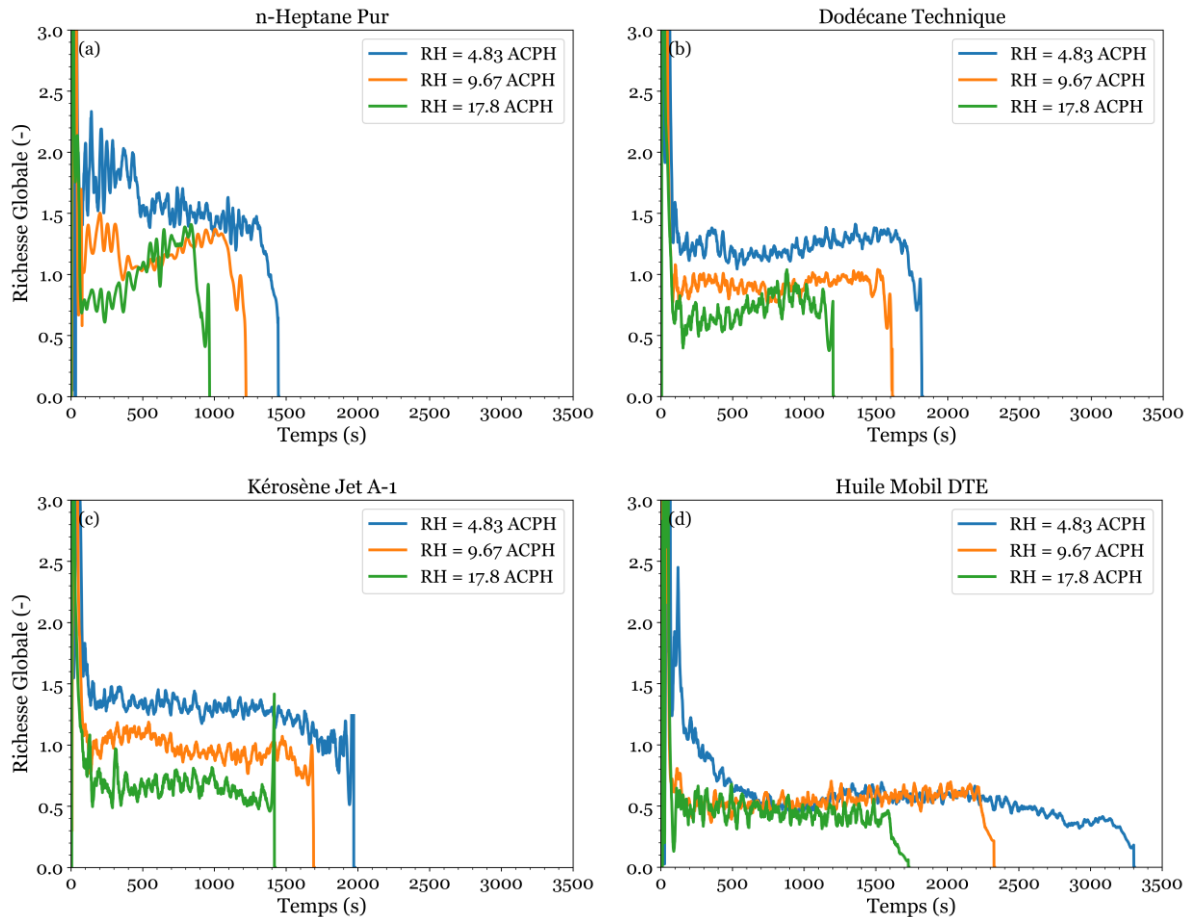 n-Heptane Pur
(a)
RH = 4.83 ACPH
RH = 9.67 ACPH
RH = 17.8 ACPH
Richesse Globale (-)
3.0
2.5
2.0
1.5
1.0
0.5
0.0
0 500 1000 1500 2000 2500 3000 3500
Temps (s)
Dodécane Technique
(b)
RH = 4.83 ACPH
RH = 9.67 ACPH
RH = 17.8 ACPH
3.0
2.5
2.0
1.5
1.0
0.5
0.0
0 500 1000 1500 2000 2500 3000 3500
Temps (s)
Kérosène Jet A-1
(c)
RH = 4.83 ACPH
RH = 9.67 ACPH
RH = 17.8 ACPH
Richesse Globale (-)
3.0
2.5
2.0
1.5
1.0
0.5
0.0
0 500 1000 1500 2000 2500 3000 3500
Temps (s)
Huile Mobil DTE
(d)
RH = 4.83 ACPH
RH = 9.67 ACPH
RH = 17.8 ACPH
3.0
2.5
2.0
1.5
1.0
0.5
0.0
0 500 1000 1500 2000 2500 3000 3500
Temps (s)